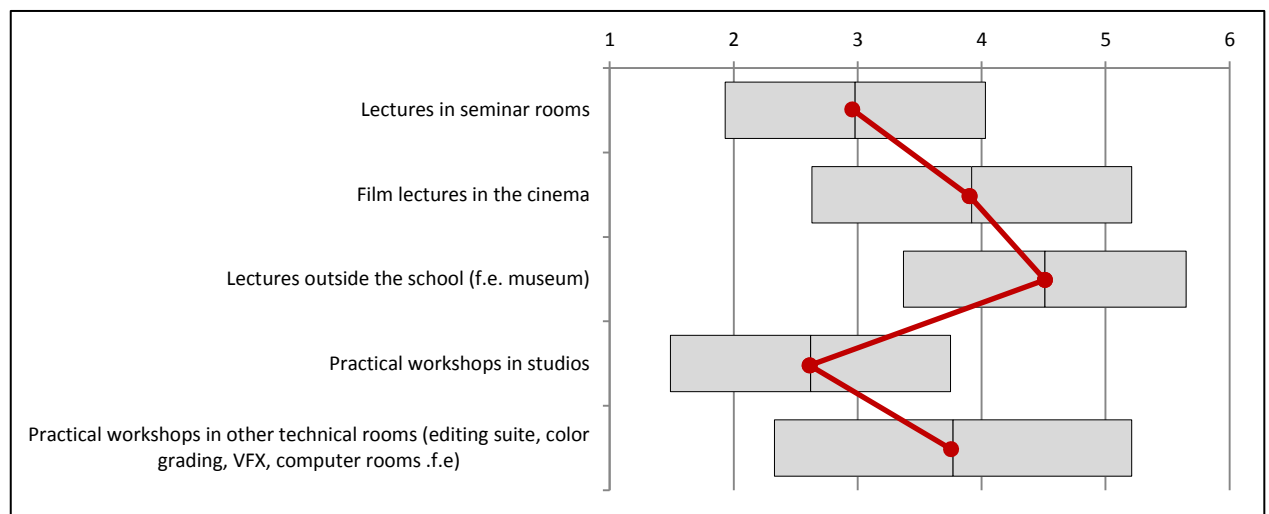 1 2 3 4 5 6
Lectures in seminar rooms
Film lectures in the cinema
Lectures outside the school (f.e. museum)
Practical workshops in studios
Practical workshops in other technical rooms (editing suite, color
grading, VFX, computer rooms .f.e)